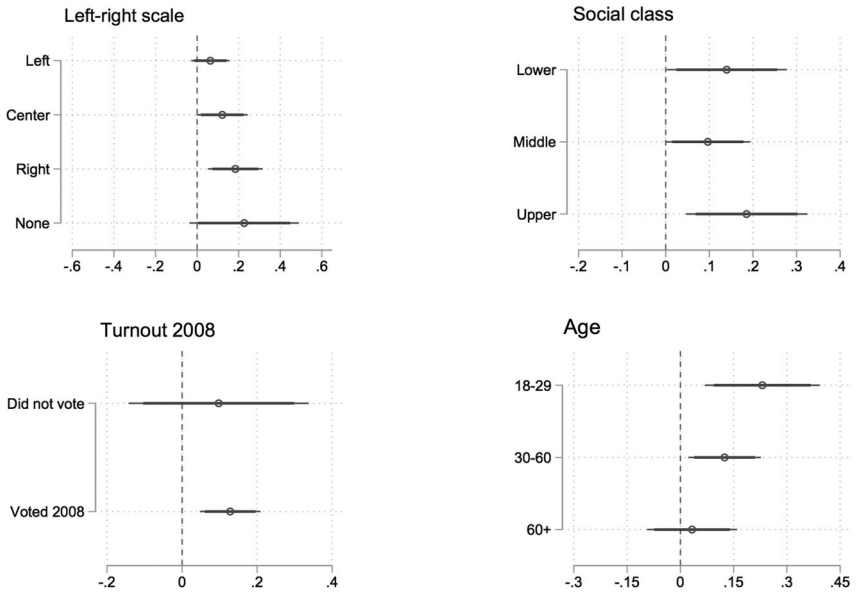 Left-right scale
Left
Center
Right
None
-.6 -.4 -.2 0 .2 .4 .6
Social class
Lower
Middle
Upper
-.2 -.1 0 .1 .2 .3 .4
Turnout 2008
Did not vote
Voted 2008
-.2 0 .2 .4
Age
18-29
30-60
60+
-.3 -.15 0 .15 .3 .45